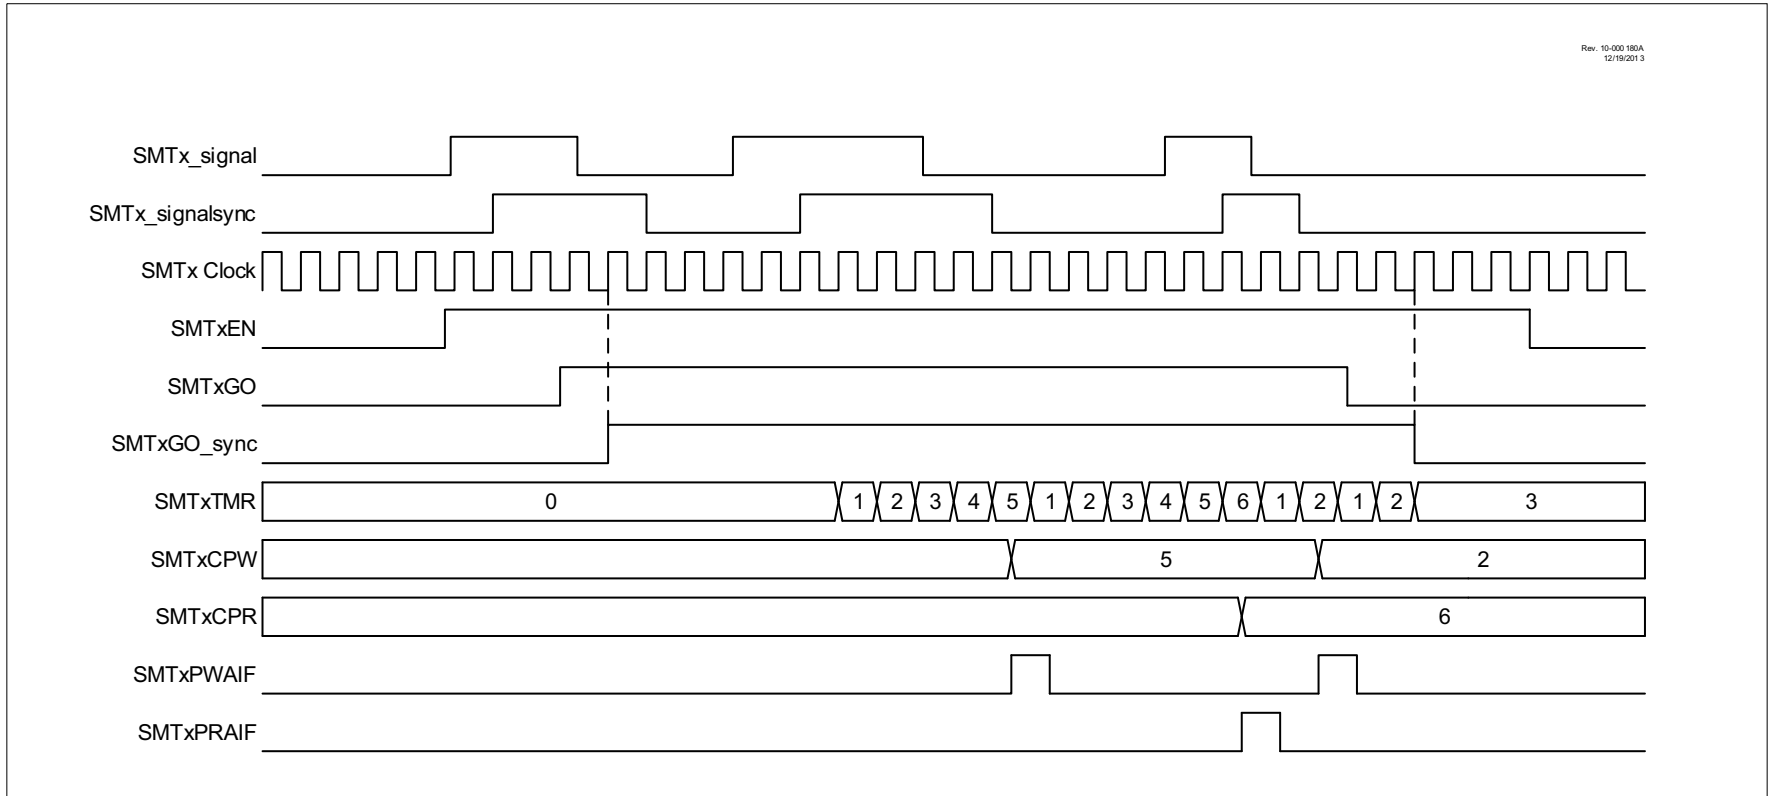 Rev. 10-000 180A
12/19/201 3
SMTx_signal
SMTx_signalsync
SMTx Clock
SMTxEN
SMTxGO
SMTxGO_sync
SMTxTMR 0 1 2 3 4 5 1 2 3 4 5 6 1 2 1 2 3
SMTxCPW 5 2
SMTxCPR 6
SMTxPWAIF
SMTxPRAIF